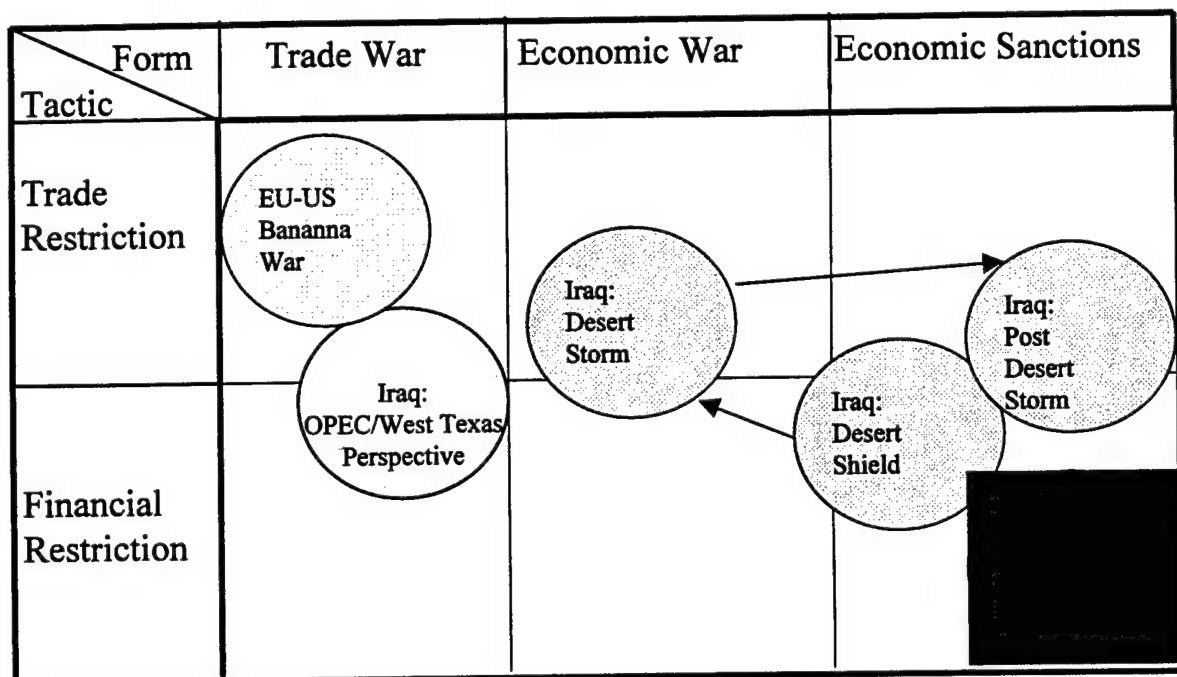 Form
Tactic
Trade War
Economic War
Economic Sanctions
Trade
Restriction
EU-US
Bananna
War
Iraq:
Desert
Storm
Iraq:
Post
Desert
Storm
Iraq:
OPEC/West Texas
Perspective
Iraq:
Desert
Shield
Financial
Restriction